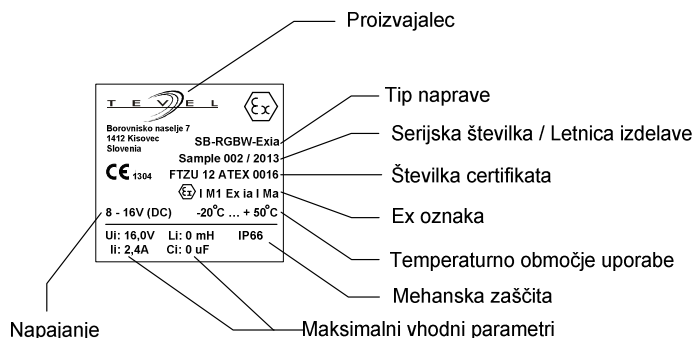 Proizvajalec
TEVEL
Ex
Borovnisko naselje 7
1412 Kisovec
Slovenia
SB-RGBW-Exia
Sample 002 / 2013
CE 1304
FTZU 12 ATEX 0016
Ex I M1 Ex ia I Ma
8 - 16V (DC)
-20°C ... + 50°C
Ui: 16,0V Li: 0 mH IP66
Ii: 2,4A Ci: 0 uF
Tip naprave
Serijska številka / Letnica izdelave
Številka certifikata
Ex oznaka
Temperaturno območje uporabe
Mehanska zaščita
Napajanje
Maksimalni vhodni parametri